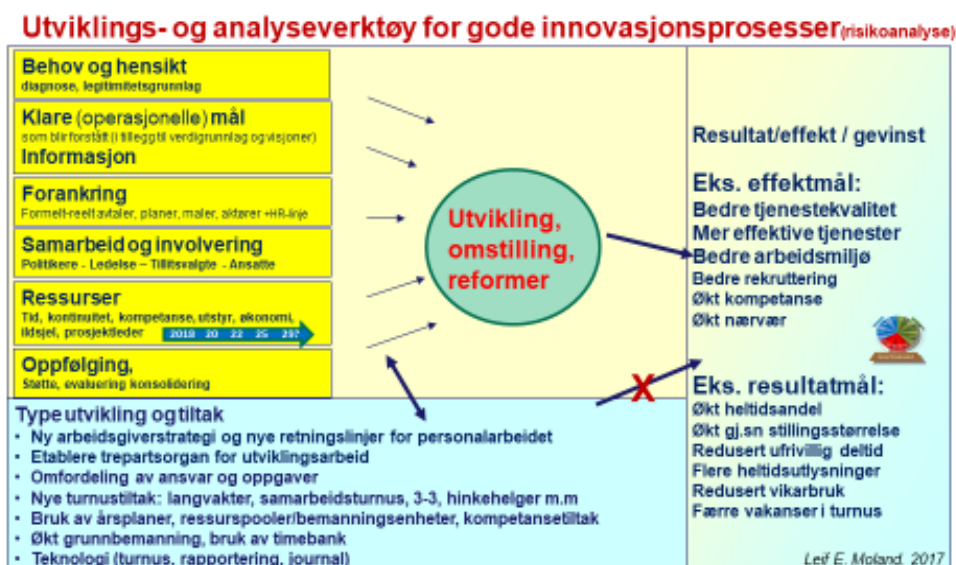 Utviklings- og analyseverktøy for gode innovasjonsprosesser(risikoanalyse)
Behov og hensikt
diagnose, legitimitetsgrunnlag
Klare (operasjonelle) mål
som blir forstått (i tillegg til verdigrunnlag og visjoner)
Informasjon
Forankring
Formelt-reelt avtaler, planer, maler, aktører +HR-linje
Samarbeid og involvering
Politikere - Ledelse – Tillitsvalgte - Ansatte
Ressurser
Tid, kontinuitet, kompetanse, utstyr, økonomi,
ildsjel, prosjektleder
2018 20 22 25 29?
Oppfølging,
Støtte, evaluering konsolidering
Utvikling,
omstilling,
reformer
X
Resultat/effekt / gevinst
Eks. effektmål:
Bedre tjenestekvalitet
Mer effektive tjenester
Bedre arbeidsmiljø
Bedre rekruttering
Økt kompetanse
Økt nærvær
Eks. resultatmål:
Økt heltidsandel
Økt gj.sn stillingsstørrelse
Redusert ufrivillig deltid
Flere heltidsutlysninger
Redusert vikarbruk
Færre vakanser i turnus
Type utvikling og tiltak
• Ny arbeidsgiverstrategi og nye retningslinjer for personalarbeidet
• Etablere trepartsorgan for utviklingsarbeid
• Omfordeling av ansvar og oppgaver
• Nye turnustiltak: langvakter, samarbeidsturnus, 3-3, hinkehelger m.m
• Bruk av årsplaner, ressurspooler/bemanningsenheter, kompetansetiltak
• Økt grunnbemanning, bruk av timebank
• Teknologi (turnus, rapportering, journal)
Leif E. Moland, 2017